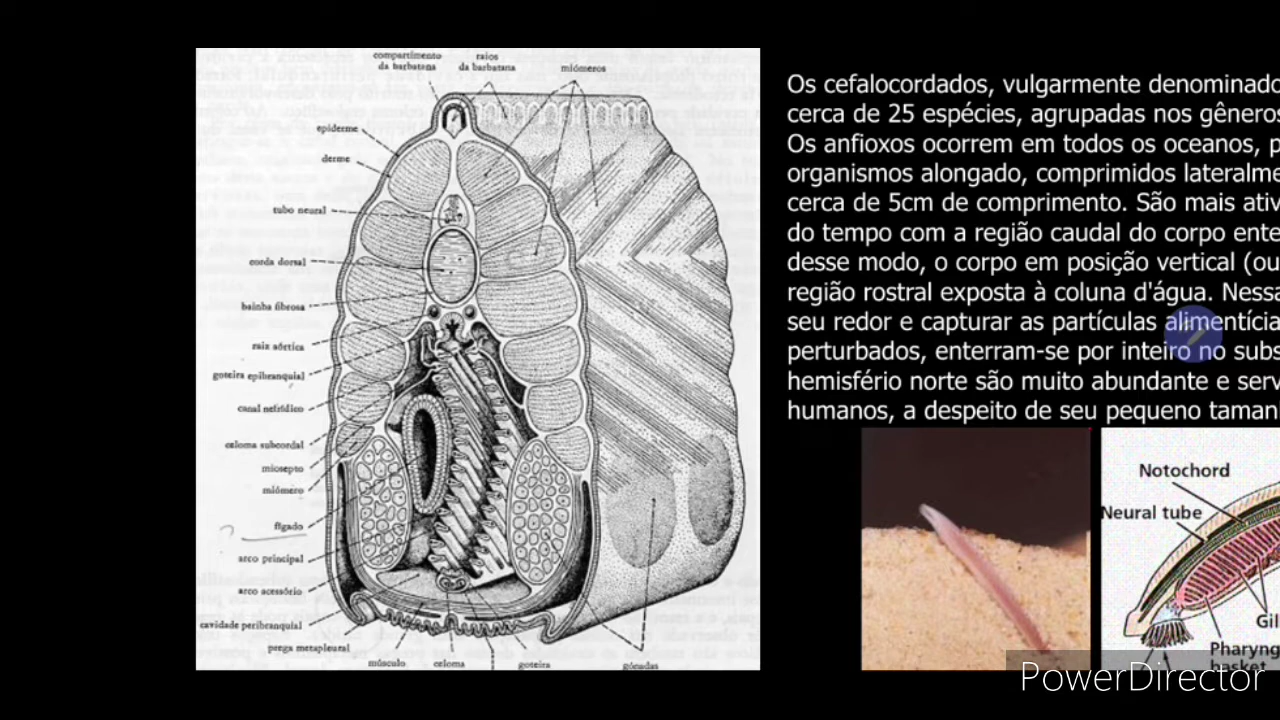 compartimento
da barbatana
raios
da barbatana
miómeros
epiderme
derme
tubo neural
corda dorsal
bainha fibrosa
raiz aórtica
goteira epibranquial
canal nefrídico
celoma subcordal
miosepto
miómero
fígado
arco principal
arco acessório
cavidade peribranquial
prega metapleural
músculo
celoma
goteira
gónadas
Os cefalocordados, vulgarmente denominado
cerca de 25 espécies, agrupadas nos gêneros
Os anfioxos ocorrem em todos os oceanos, p
organismos alongado, comprimidos lateralme
cerca de 5cm de comprimento. São mais ativ
do tempo com a região caudal do corpo ente
desse modo, o corpo em posição vertical (ou
região rostral exposta à coluna d'água. Nessa
seu redor e capturar as partículas alimentícia
perturbados, enterram-se por inteiro no subs
hemisfério norte são muito abundante e serv
humanos, a despeito de seu pequeno taman
Notochord
Neural tube
Gil
Pharyng
basket
PowerDirector